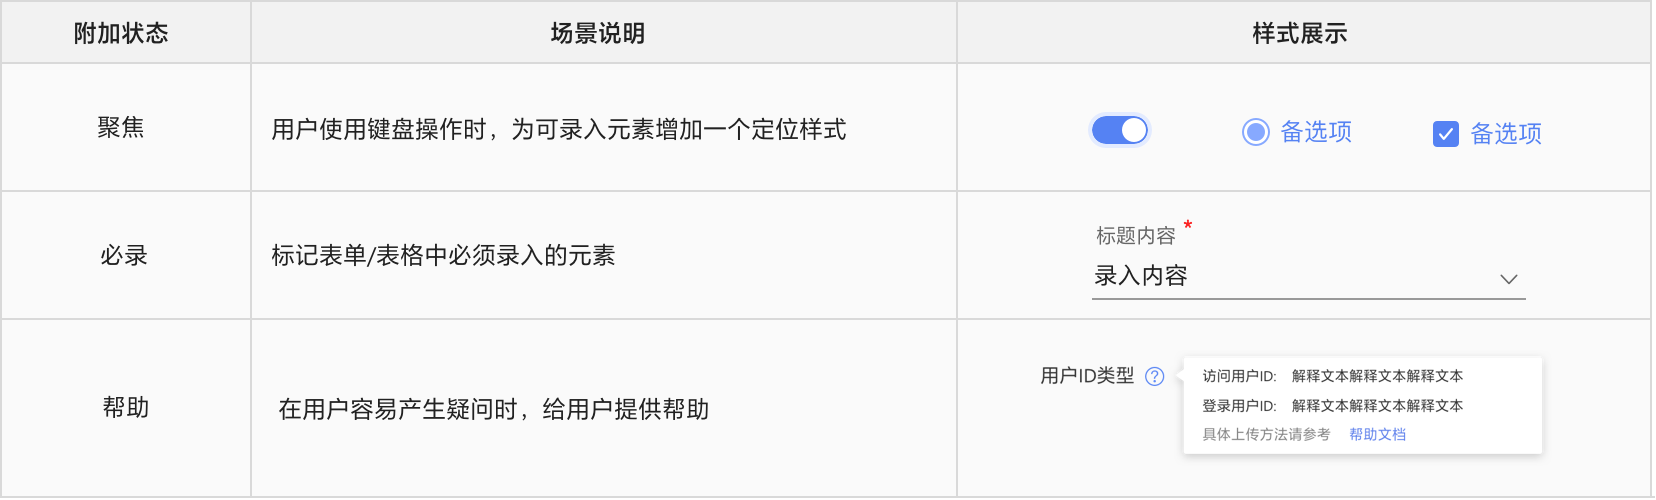 附加状态 场景说明 样式展示
聚焦 用户使用键盘操作时，为可录入元素增加一个定位样式 备选项 备选项
必录 标记表单/表格中必须录入的元素 标题内容 *
录入内容
帮助 在用户容易产生疑问时，给用户提供帮助 用户ID类型 ?
访问用户ID: 解释文本解释文本解释文本
登录用户ID: 解释文本解释文本解释文本
具体上传方法请参考 帮助文档